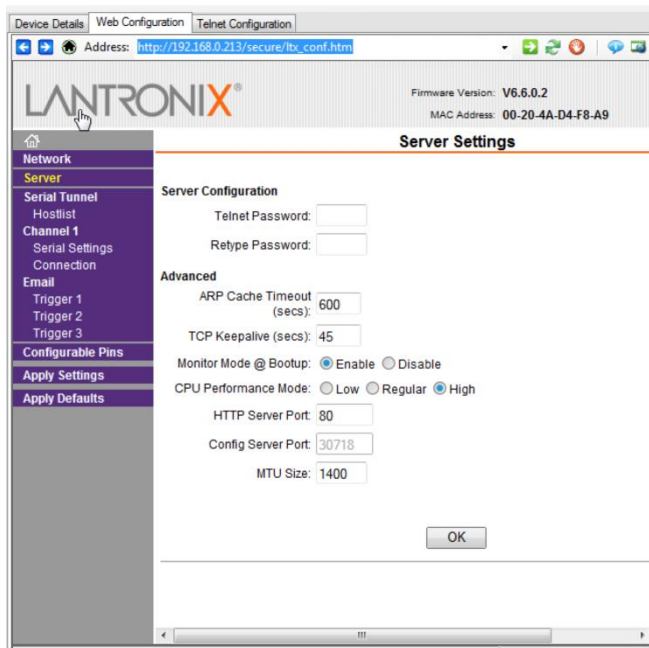 Device Details Web Configuration Telnet Configuration
Address: http://192.168.0.213/secure/ltx_conf.htm
LANTRONIX®
Firmware Version: V6.6.0.2
MAC Address: 00-20-4A-D4-F8-A9
Network
Server
Serial Tunnel
Hostlist
Channel 1
Serial Settings
Connection
Email
Trigger 1
Trigger 2
Trigger 3
Configurable Pins
Apply Settings
Apply Defaults
Server Settings
Server Configuration
Telnet Password:
Retype Password:
Advanced
ARP Cache Timeout
(secs): 600
TCP Keepalive (secs): 45
Monitor Mode @ Bootup: Enable Disable
CPU Performance Mode: Low Regular High
HTTP Server Port: 80
Config Server Port: 30718
MTU Size: 1400
OK